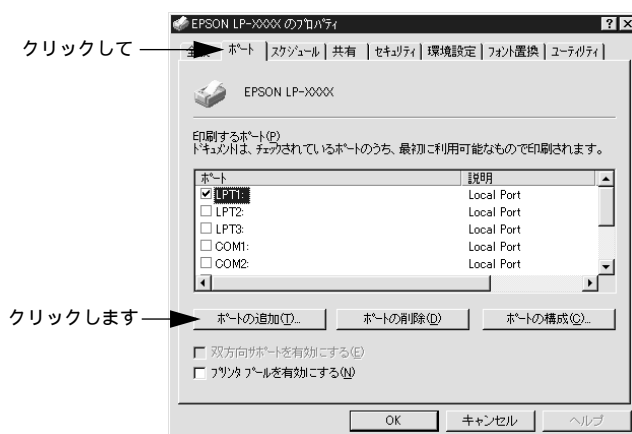 EPSON LP-XXXX のプロパティ
クリックして
ポート スケジュール 共有 セキュリティ 環境設定 フォント置換 ユーティリティ
EPSON LP-XXXX
印刷するポート(P)
ドキュメントは、チェックされているポートのうち、最初に利用可能なもので印刷されます。
ポート 説明
LPT1: Local Port
LPT2: Local Port
LPT3: Local Port
COM1: Local Port
COM2: Local Port
クリックします
ポートの追加(T)... ポートの削除(D) ポートの構成(C)...
双方向サポートを有効にする(E)
プリンタ プールを有効にする(N)
OK キャンセル ヘルプ